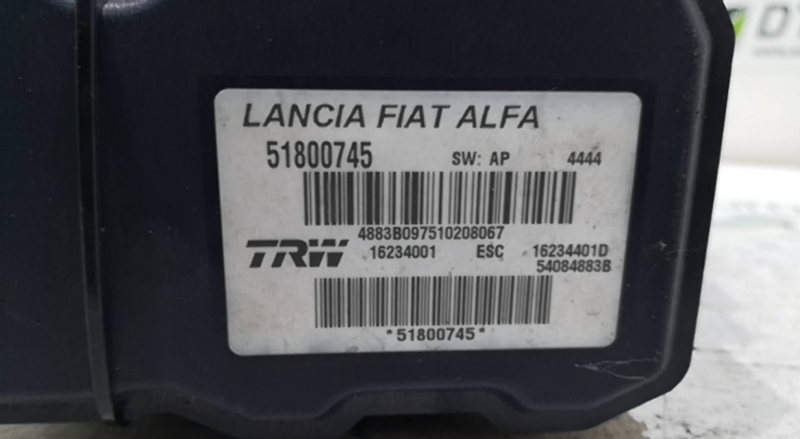 LANCIA FIAT ALFA
51800745 SW: AP 4444
4883B097510208067
TRW 16234001 ESC 16234401D
54084883B
*51800745*